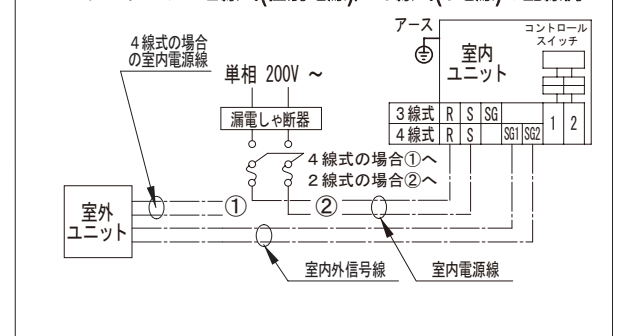 アース
コントロール
スイッチ
4線式の場合
の室内電源線
室内
ユニット
単相 200V ～
漏電しゃ断器
3線式 R S SG
4線式 R S SG1 SG2
1 2
4線式の場合①へ
2線式の場合②へ
① ②
室外
ユニット
室内外信号線
室内電源線